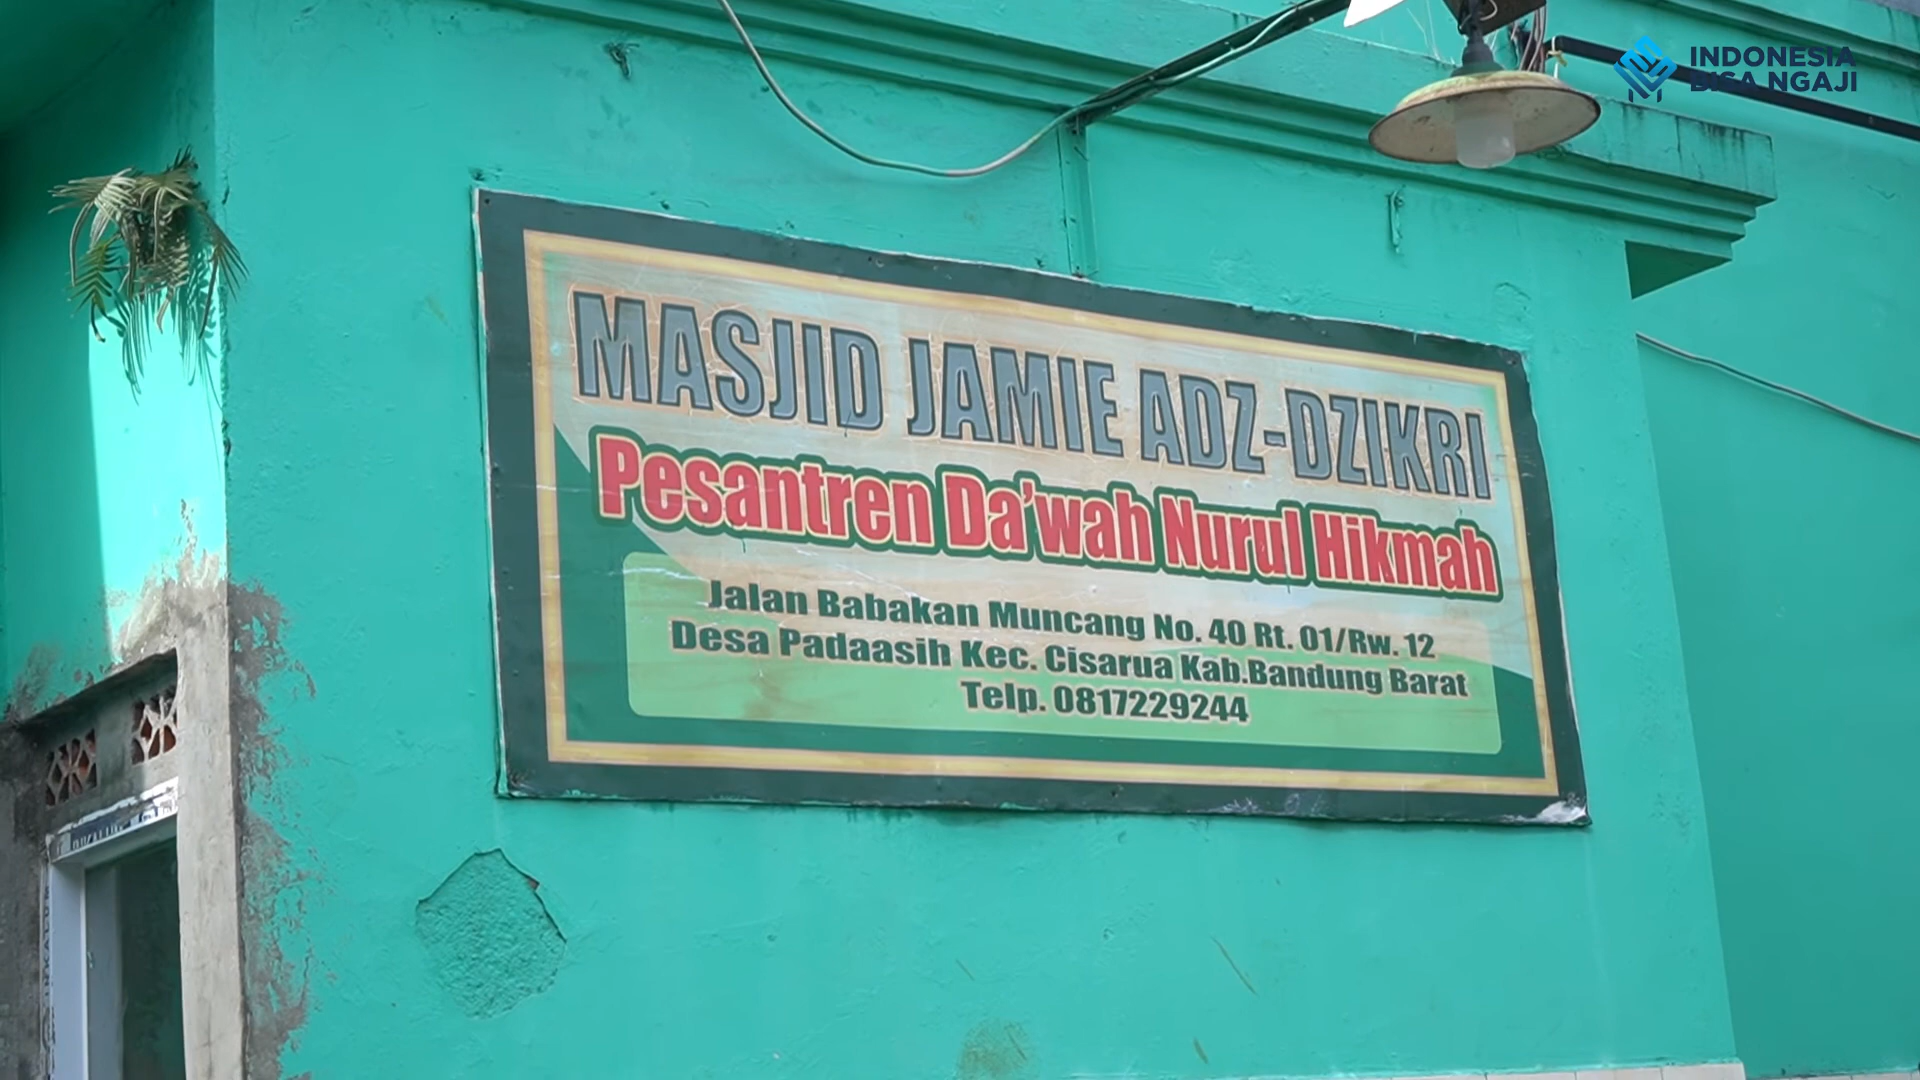 INDONESIA
BISA NGAJI
MASJID JAMIE ADZ-DZIKRI
Pesantren Da'wah Nurul Hikmah
Jalan Babakan Muncang No. 40 Rt. 01/Rw. 12
Desa Padaasih Kec. Cisarua Kab.Bandung Barat
Telp. 0817229244